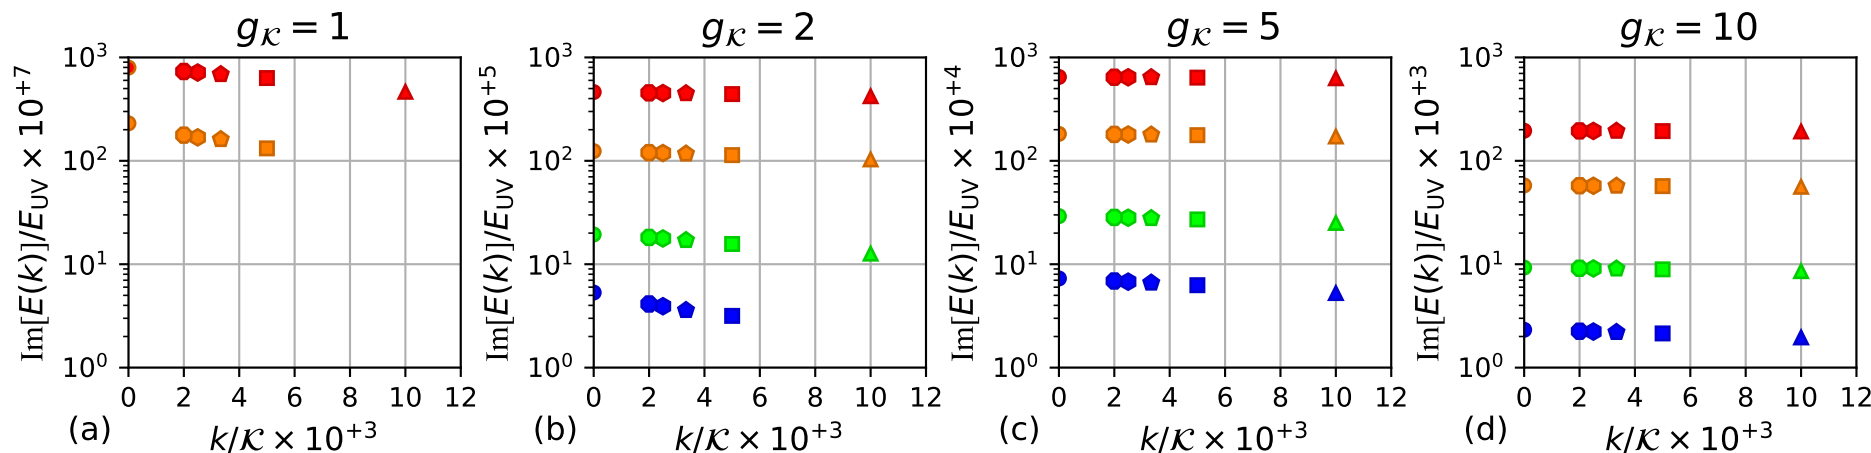 g_𝒦 = 1
Im[E(k)]/E_UV × 10^{+7}
10^3
10^2
10^1
10^0
0 2 4 6 8 10 12
(a)
k/𝒦 × 10^{+3}
g_𝒦 = 2
Im[E(k)]/E_UV × 10^{+5}
10^3
10^2
10^1
10^0
0 2 4 6 8 10 12
(b)
k/𝒦 × 10^{+3}
g_𝒦 = 5
Im[E(k)]/E_UV × 10^{+4}
10^3
10^2
10^1
10^0
0 2 4 6 8 10 12
(c)
k/𝒦 × 10^{+3}
g_𝒦 = 10
Im[E(k)]/E_UV × 10^{+3}
10^3
10^2
10^1
10^0
0 2 4 6 8 10 12
(d)
k/𝒦 × 10^{+3}